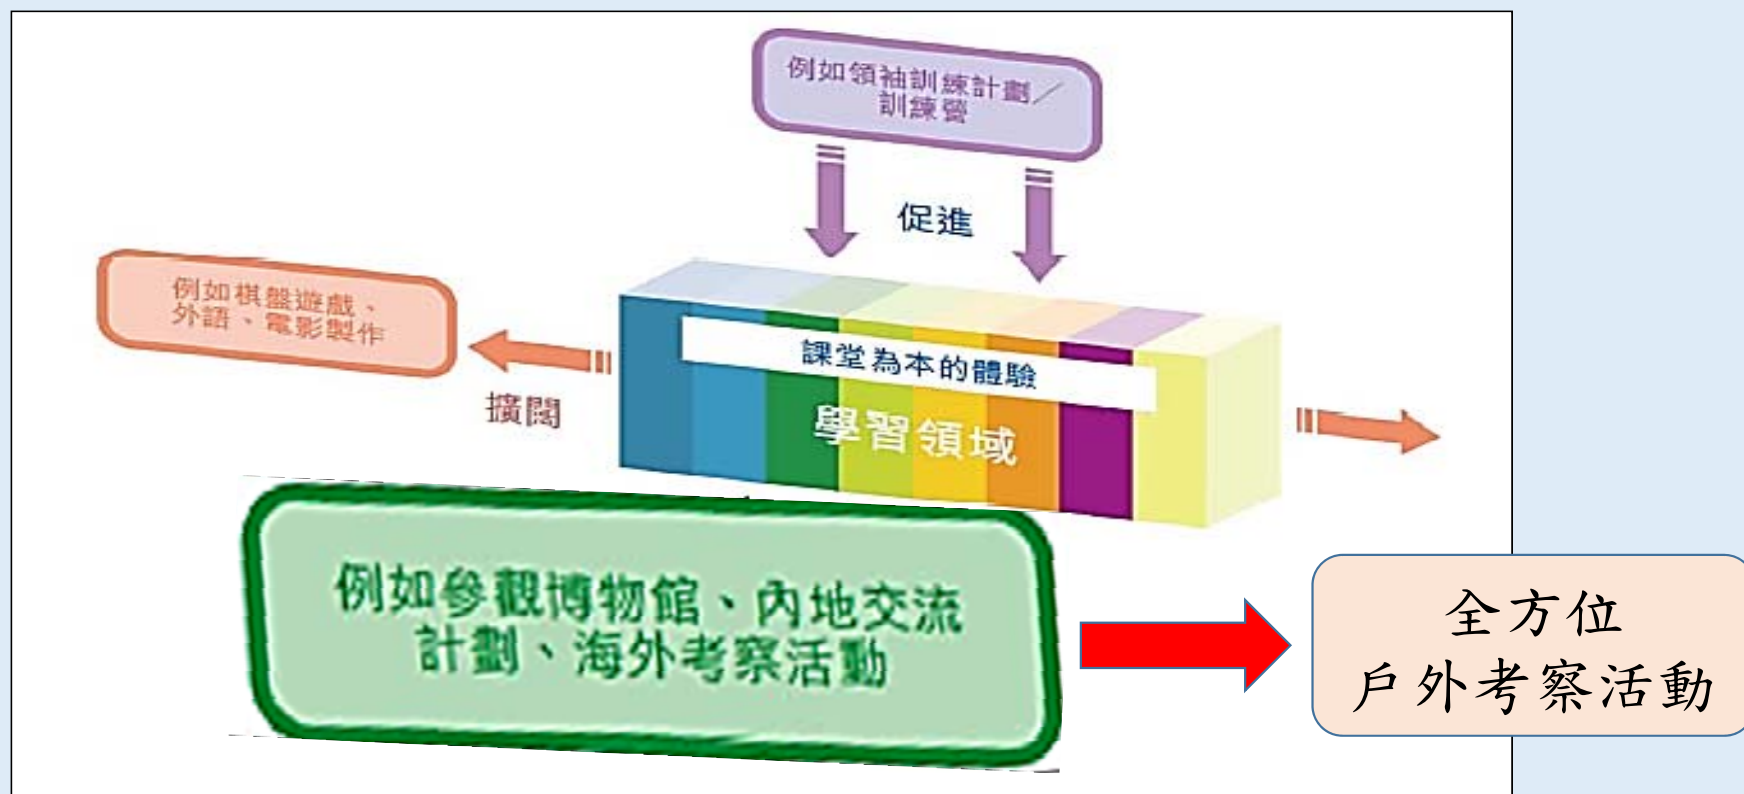 例如領袖訓練計劃／
訓練營
促進
例如棋盤遊戲、
外語、電影製作
擴闊
課堂為本的體驗
學習領域
例如參觀博物館、內地交流
計劃、海外考察活動
全方位
戶外考察活動